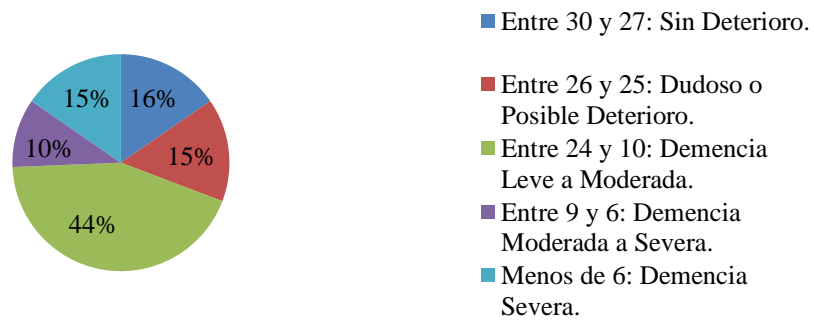 16%
15%
44%
10%
15%
Entre 30 y 27: Sin Deterioro.
Entre 26 y 25: Dudoso o
Posible Deterioro.
Entre 24 y 10: Demencia
Leve a Moderada.
Entre 9 y 6: Demencia
Moderada a Severa.
Menos de 6: Demencia
Severa.